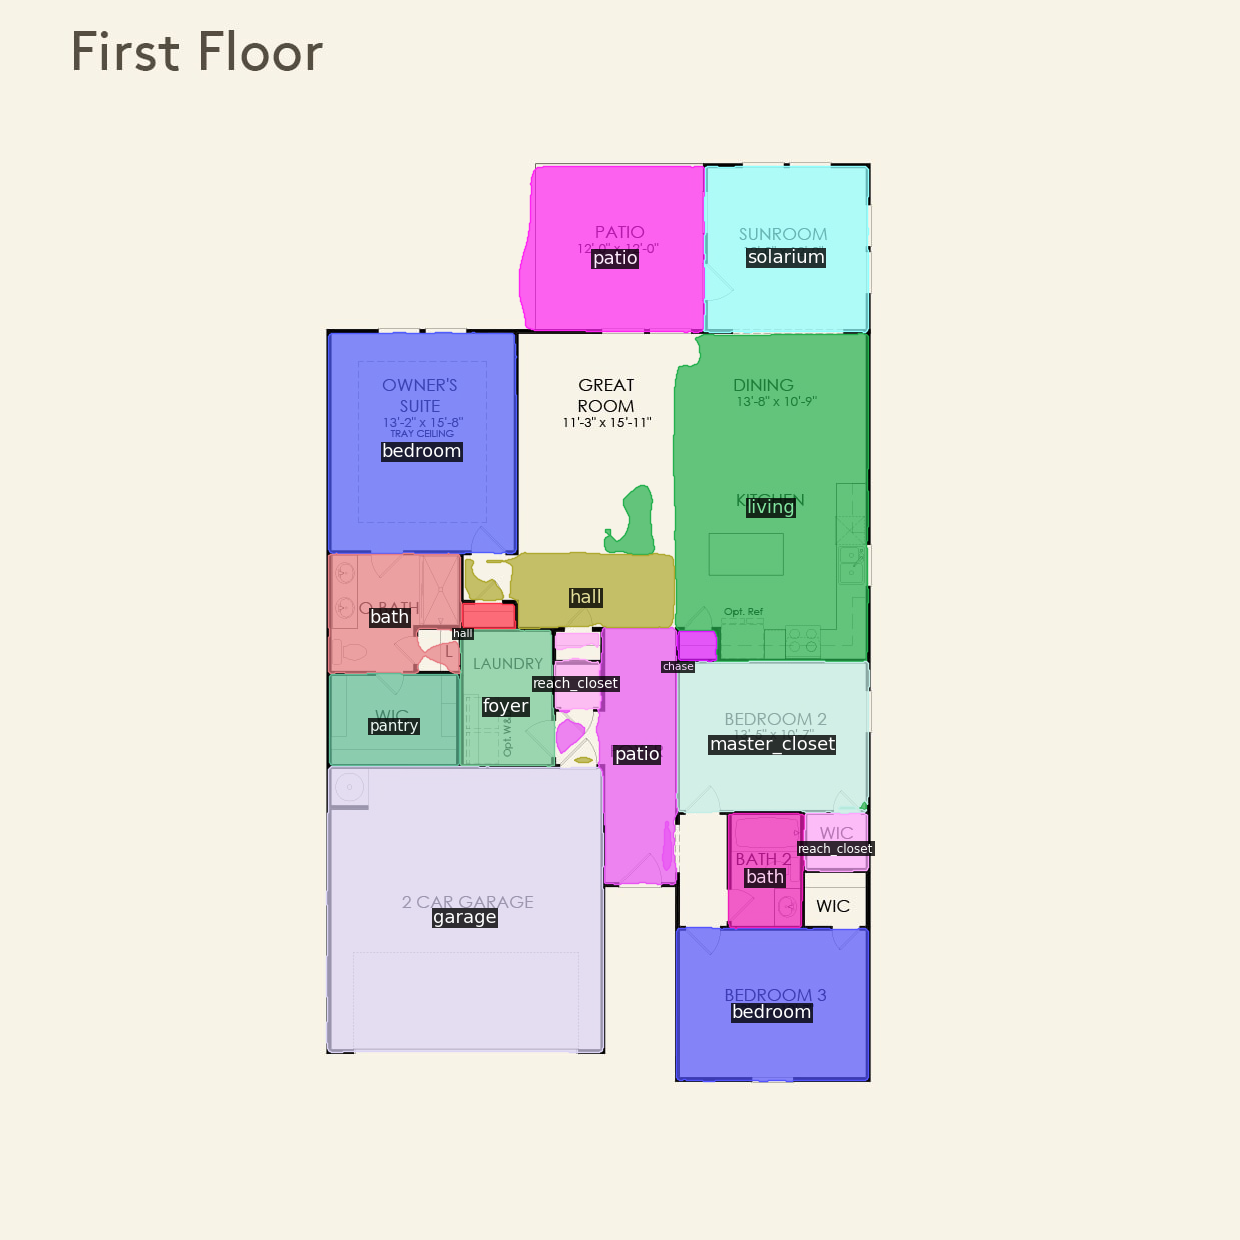 First Floor
PATIO
12'-0" x 12'-0"
patio
SUNROOM
solarium
OWNER'S
SUITE
13'-2" x 15'-8"
TRAY CEILING
bedroom
GREAT
ROOM
11'-3" x 15'-11"
DINING
13'-8" x 10'-9"
KITCHEN
living
hall
O. BATH
bath
Opt. Ref
hall
L
LAUNDRY
foyer
reach_closet
chase
WIC
pantry
Opt. W&
patio
BEDROOM 2
13'-5" x 10'-7"
master_closet
WIC
reach_closet
BATH 2
bath
WIC
2 CAR GARAGE
garage
BEDROOM 3
bedroom